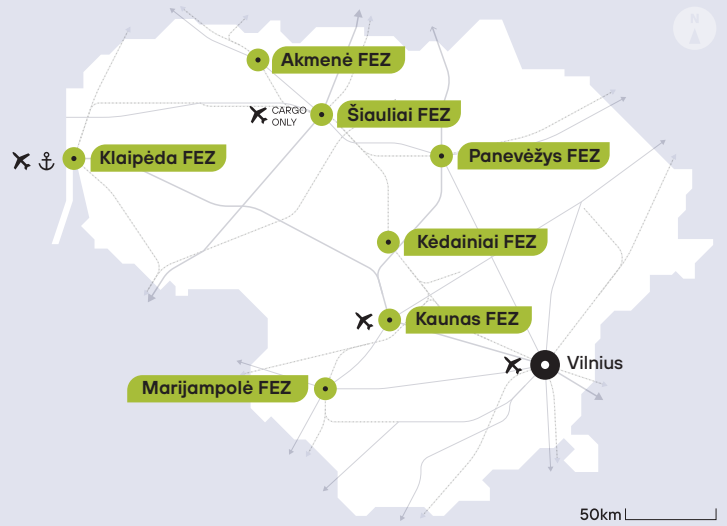 N
Akmenė FEZ
CARGO
ONLY
Šiauliai FEZ
Klaipėda FEZ
Panevėžys FEZ
Kėdainiai FEZ
Kaunas FEZ
Vilnius
Marijampolė FEZ
50km